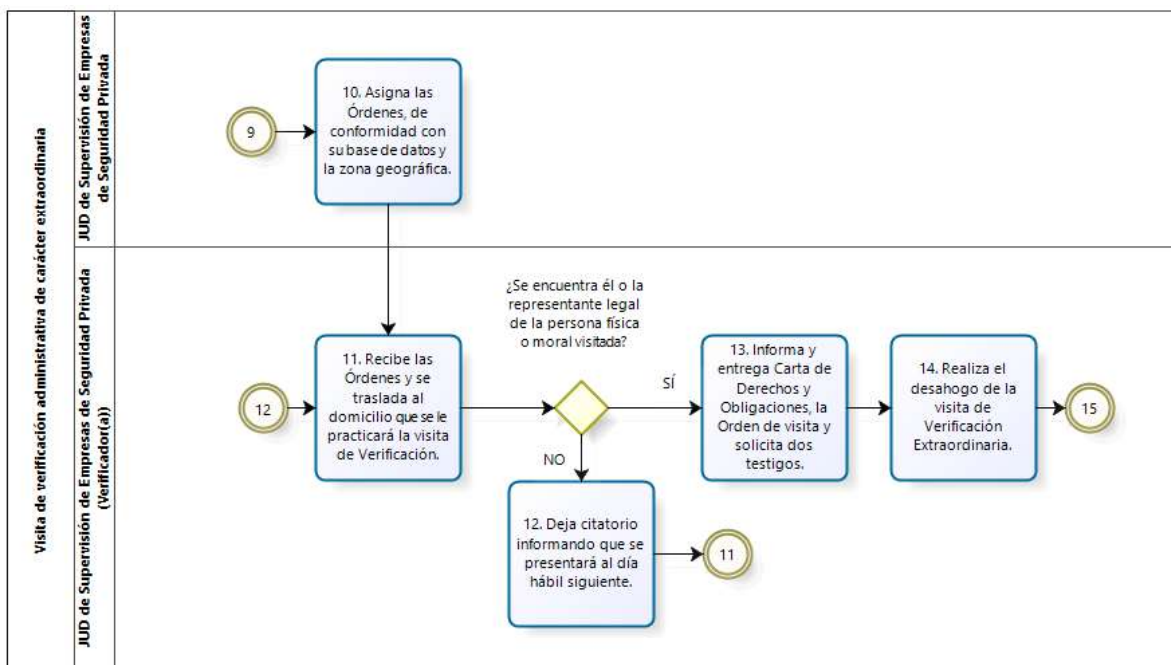 Visita de verificación administrativa de carácter extraordinaria
JUD de Supervisión de Empresas
de Seguridad Privada
9
10. Asigna las
Órdenes, de
conformidad con
su base de datos y
la zona geográfica.
JUD de Supervisión de Empresas de Seguridad Privada
(Verificador(a))
12
11. Recibe las
Órdenes y se
traslada al
domicilio que se le
practicará la visita
de Verificación.
¿Se encuentra él o la
representante legal
de la persona física
o moral visitada?
SÍ
13. Informa y
entrega Carta de
Derechos y
Obligaciones, la
Orden de visita y
solicita dos
testigos.
14. Realiza el
desahogo de la
visita de
Verificación
Extraordinaria.
15
NO
12. Deja citatorio
informando que se
presentará al día
hábil siguiente.
11